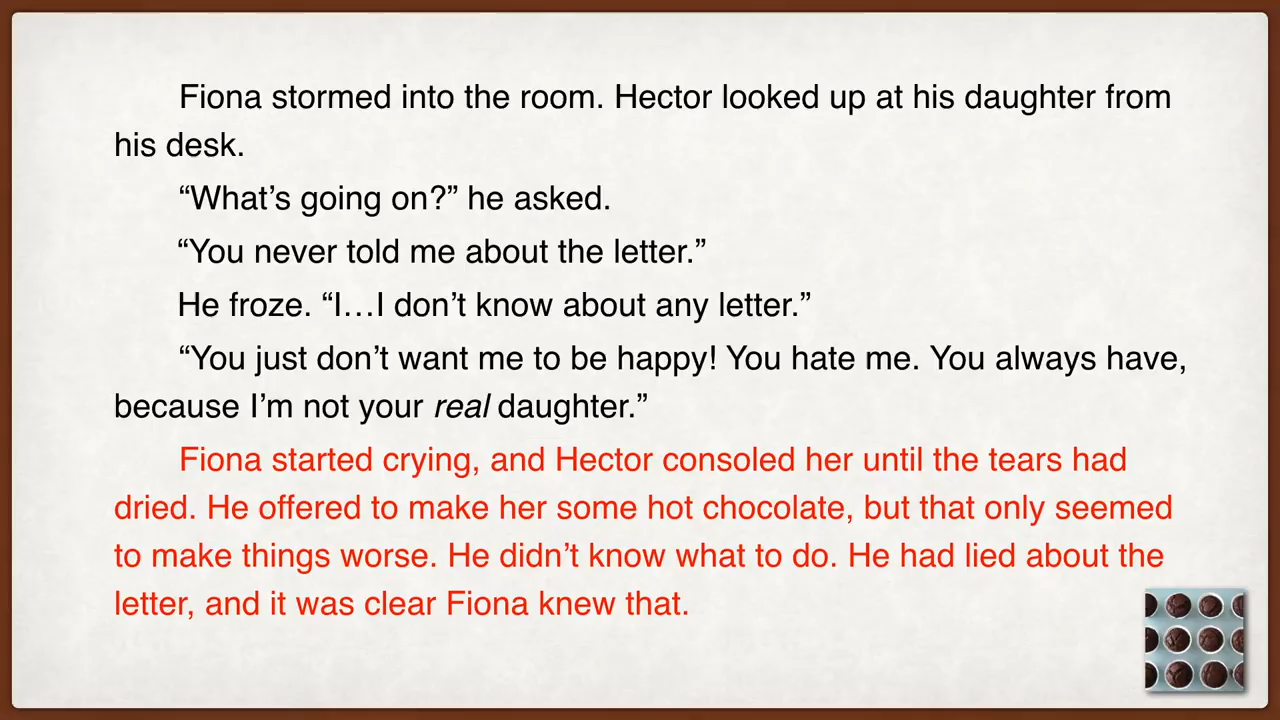 Fiona stormed into the room. Hector looked up at his daughter from
his desk.
“What’s going on?” he asked.
“You never told me about the letter.”
He froze. “I…I don’t know about any letter.”
“You just don’t want me to be happy! You hate me. You always have,
because I’m not your real daughter.”
Fiona started crying, and Hector consoled her until the tears had
dried. He offered to make her some hot chocolate, but that only seemed
to make things worse. He didn’t know what to do. He had lied about the
letter, and it was clear Fiona knew that.